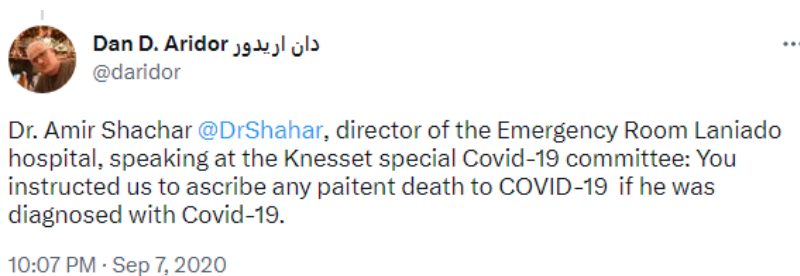 Dan D. Aridor دان اريدور
@daridor
Dr. Amir Shachar @DrShahar, director of the Emergency Room Laniado
hospital, speaking at the Knesset special Covid-19 committee: You
instructed us to ascribe any paitent death to COVID-19  if he was
diagnosed with Covid-19.
10:07 PM · Sep 7, 2020